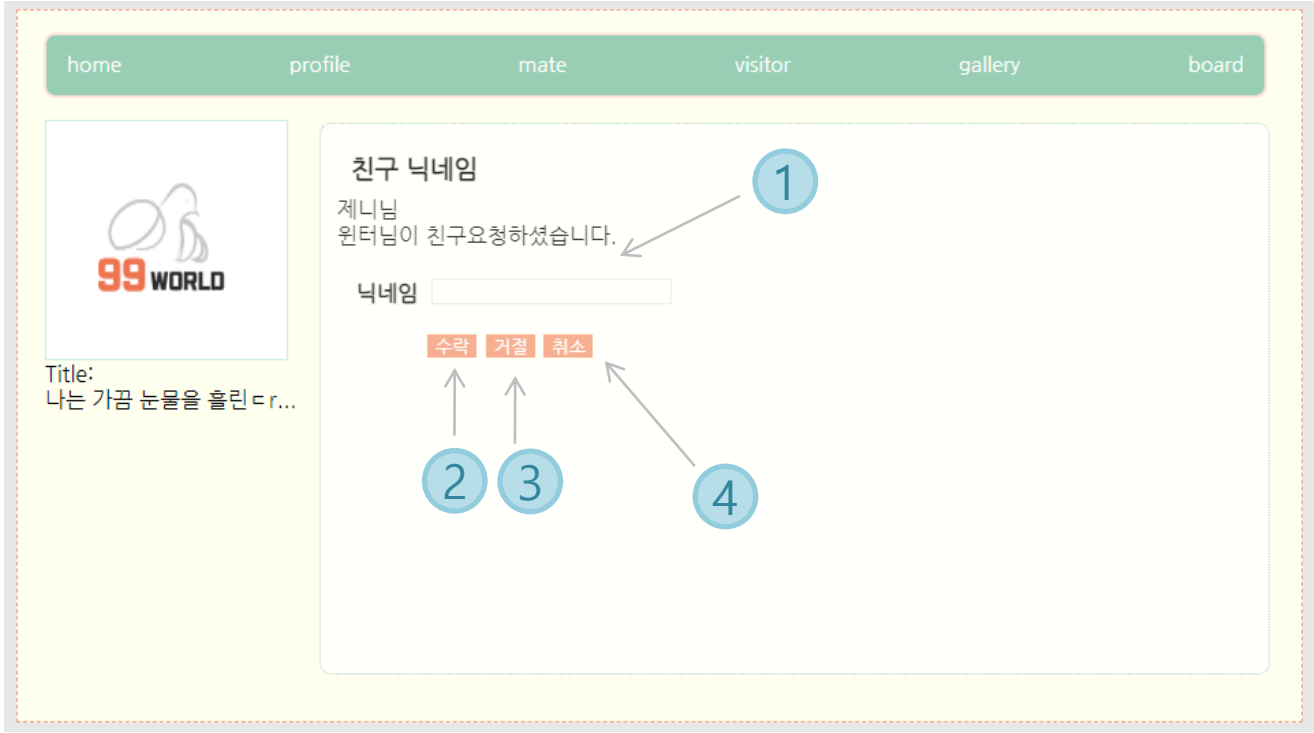 home profile mate visitor gallery board
99 WORLD
Title:
나는 가끔 눈물을 흘린ㄷr...
친구 닉네임
제니님
윈터님이 친구요청하셨습니다.
닉네임
수락 거절 취소
1
2
3
4